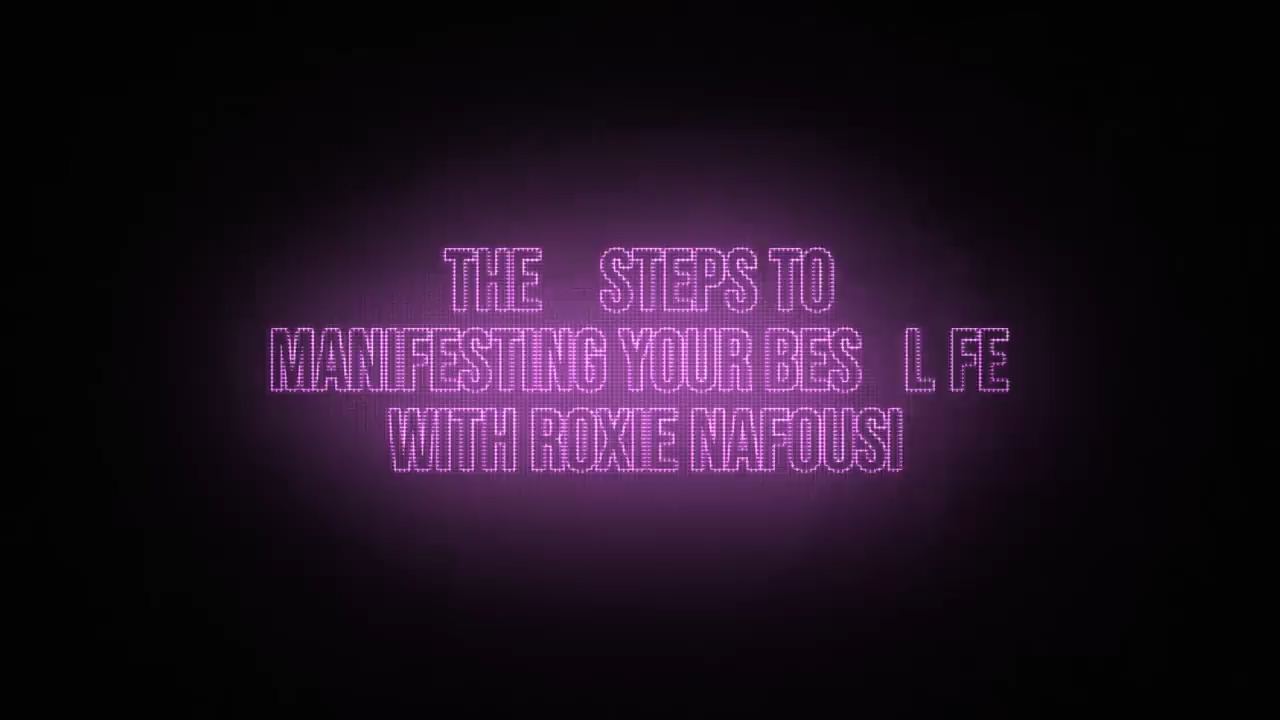 THE STEPS TO
MANIFESTING YOUR BES L FE
WITH ROXIE NAFOUSI